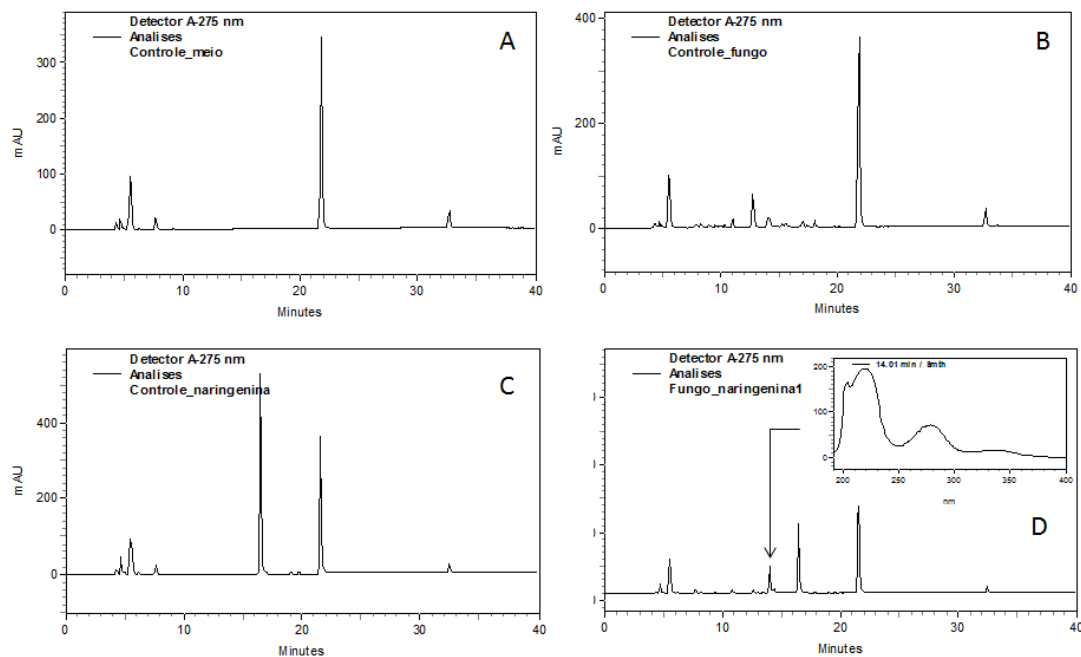 Detector A-275 nm
Analises
Controle_meio
A
300
200
100
0
mAU
0 10 20 30 40
Minutes
Detector A-275 nm
Analises
Controle_fungo
B
400
200
0
mAU
0 10 20 30 40
Minutes
Detector A-275 nm
Analises
Controle_naringenina
C
400
200
0
mAU
0 10 20 30 40
Minutes
Detector A-275 nm
Analises
Fungo_naringenina1
14.01 min /
200
100
0
200 250 300 350 400
nm
D
0 10 20 30 40
Minutes